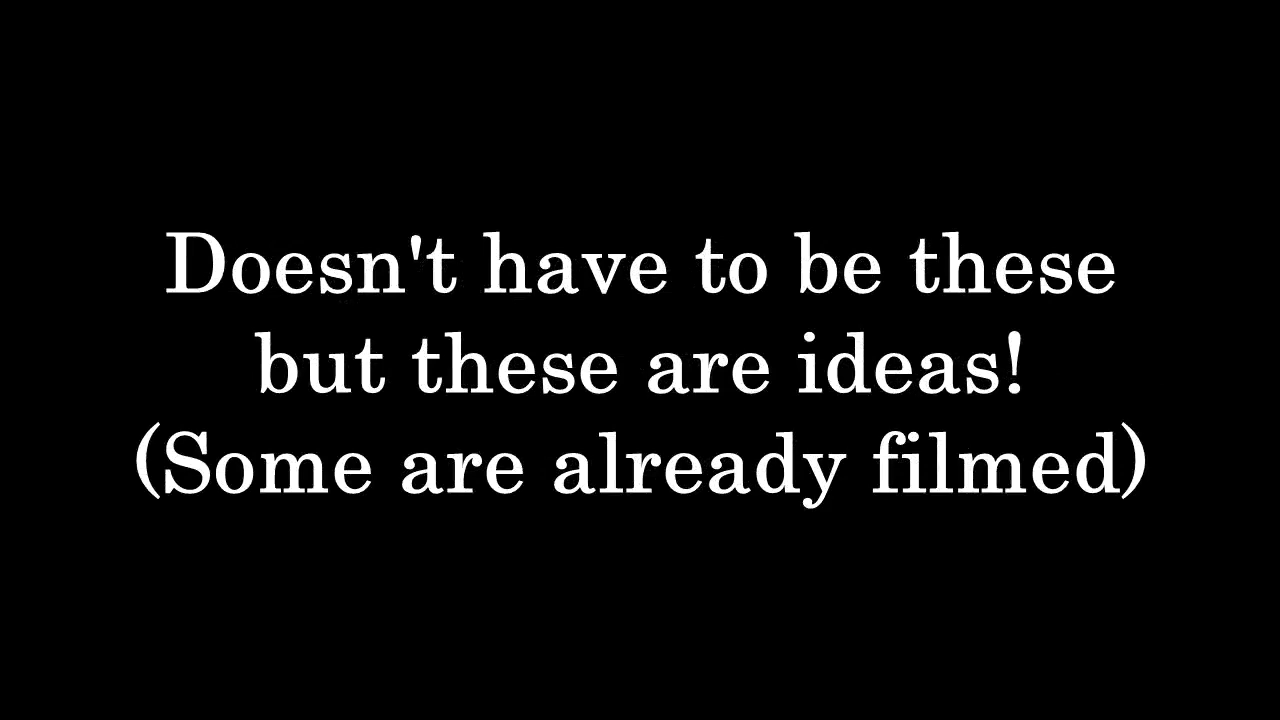 Doesn't have to be these
but these are ideas!
(Some are already filmed)